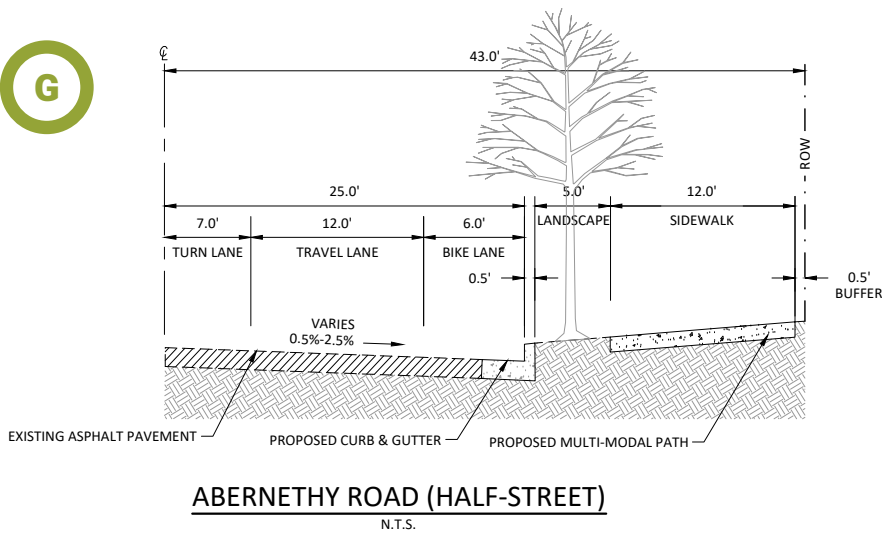 G
℄
43.0'
ROW
25.0'
5.0'
12.0'
7.0'
12.0'
6.0'
LANDSCAPE
SIDEWALK
TURN LANE
TRAVEL LANE
BIKE LANE
0.5'
0.5'
BUFFER
VARIES
0.5%-2.5%
EXISTING ASPHALT PAVEMENT
PROPOSED CURB & GUTTER
PROPOSED MULTI-MODAL PATH
ABERNETHY ROAD (HALF-STREET)
N.T.S.